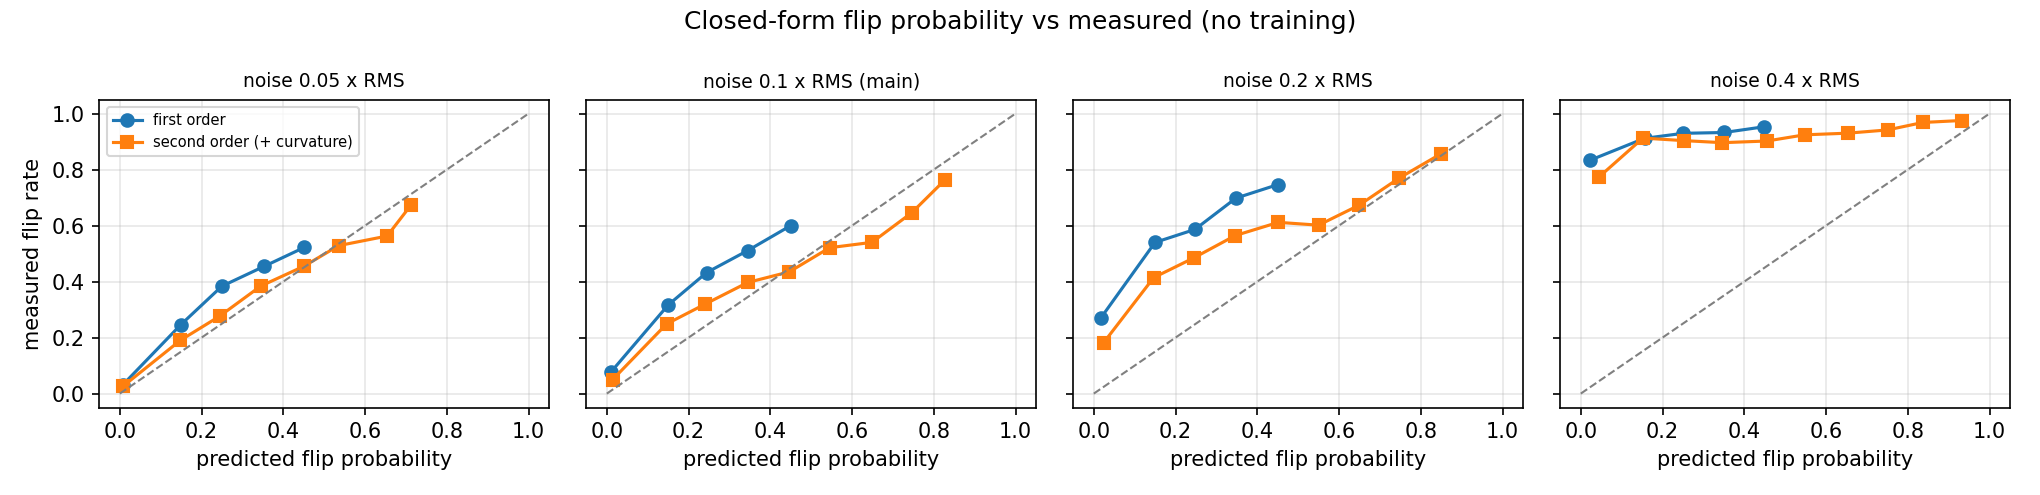 Closed-form flip probability vs measured (no training)
noise 0.05 x RMS
noise 0.1 x RMS (main)
noise 0.2 x RMS
noise 0.4 x RMS
first order
second order (+ curvature)
measured flip rate
1.0
0.8
0.6
0.4
0.2
0.0
0.0 0.2 0.4 0.6 0.8 1.0
0.0 0.2 0.4 0.6 0.8 1.0
0.0 0.2 0.4 0.6 0.8 1.0
0.0 0.2 0.4 0.6 0.8 1.0
predicted flip probability
predicted flip probability
predicted flip probability
predicted flip probability